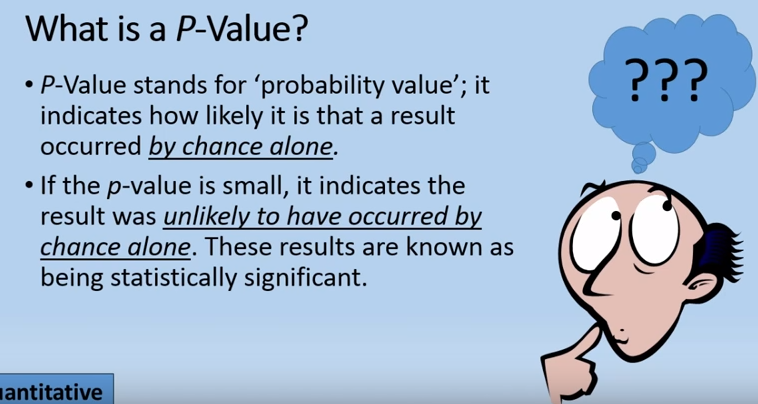 What is a P-Value?
???
• P-Value stands for ‘probability value’; it
indicates how likely it is that a result
occurred by chance alone.
• If the p-value is small, it indicates the
result was unlikely to have occurred by
chance alone. These results are known as
being statistically significant.
uantitative